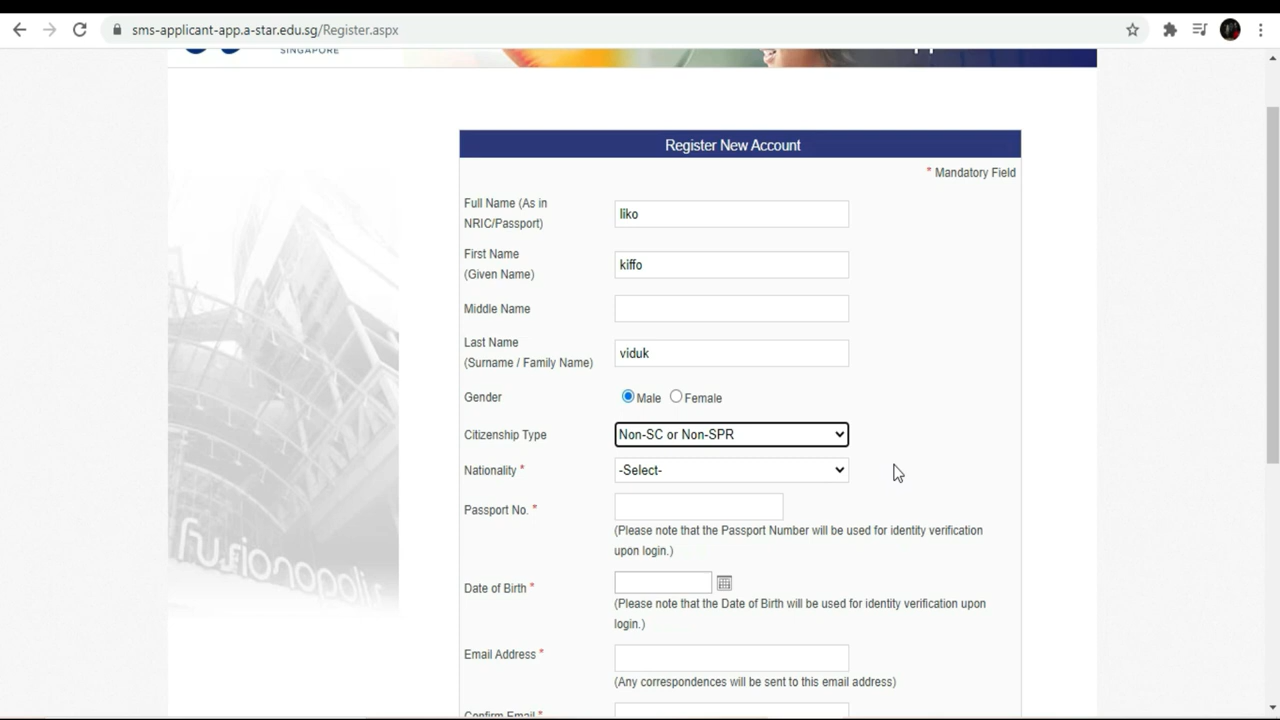 sms-applicant-app.a-star.edu.sg/Register.aspx
SINGAPORE
Register New Account
* Mandatory Field
Full Name (As in
NRIC/Passport)
liko
First Name
(Given Name)
kiffo
Middle Name
Last Name
(Surname / Family Name)
viduk
Gender
Male
Female
Citizenship Type
Non-SC or Non-SPR
Nationality *
-Select-
Passport No. *
(Please note that the Passport Number will be used for identity verification
upon login.)
Date of Birth *
(Please note that the Date of Birth will be used for identity verification upon
login.)
Email Address *
(Any correspondences will be sent to this email address)
Confirm Email *